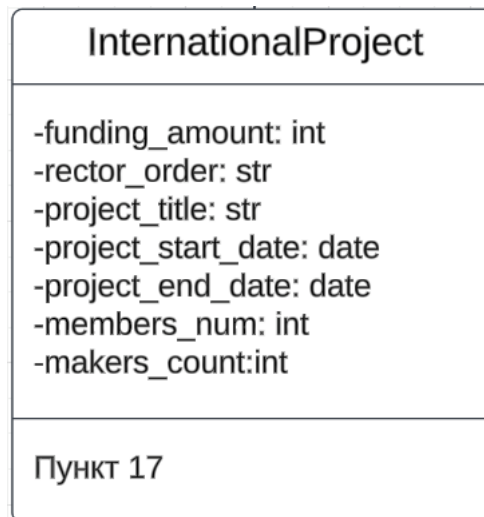 InternationalProject
-funding_amount: int
-rector_order: str
-project_title: str
-project_start_date: date
-project_end_date: date
-members_num: int
-makers_count:int
Пункт 17